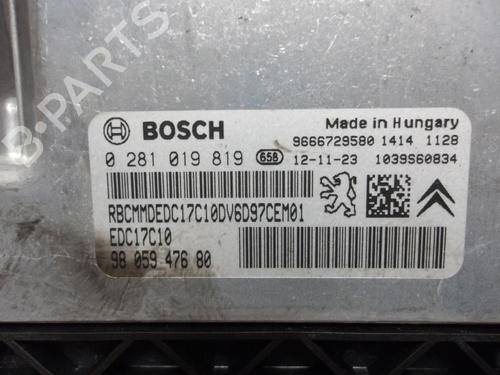 BOSCH
Made in Hungary
9666729580 1414 1128
0 281 019 819 658 12-11-23 1039S60834
RBCMMDEDC17C10DV6D97CEM01
EDC17C10
98 059 476 80
B-Parts